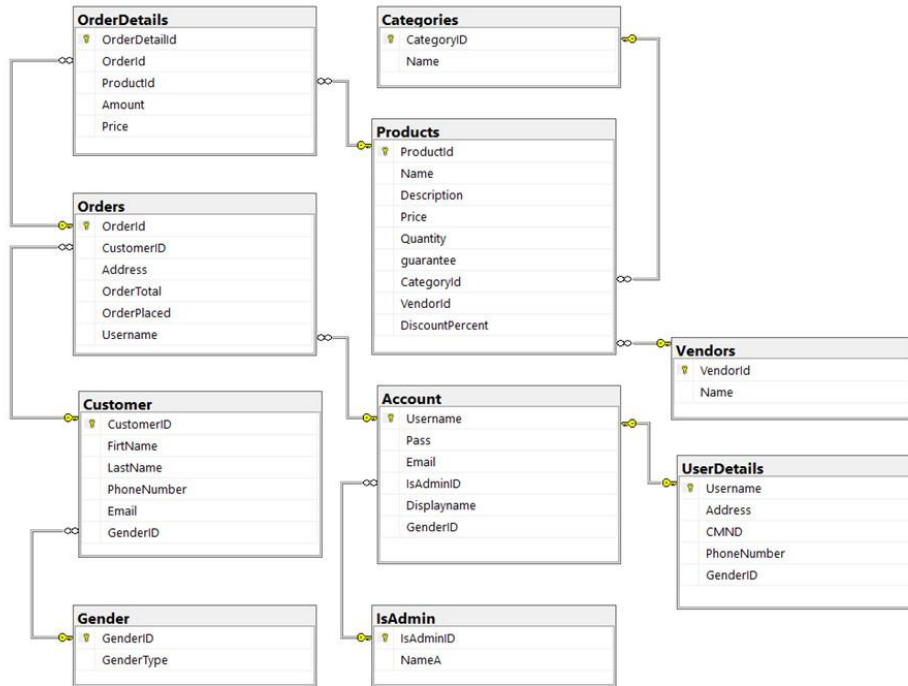 OrderDetails
OrderDetailId
OrderId
ProductId
Amount
Price
Categories
CategoryID
Name
Products
ProductId
Name
Description
Price
Quantity
guarantee
CategoryId
VendorId
DiscountPercent
Orders
OrderId
CustomerID
Address
OrderTotal
OrderPlaced
Username
Vendors
VendorId
Name
Customer
CustomerID
FirtName
LastName
PhoneNumber
Email
GenderID
Account
Username
Pass
Email
IsAdminID
Displayname
GenderID
UserDetails
Username
Address
CMND
PhoneNumber
GenderID
Gender
GenderID
GenderType
IsAdmin
IsAdminID
NameA